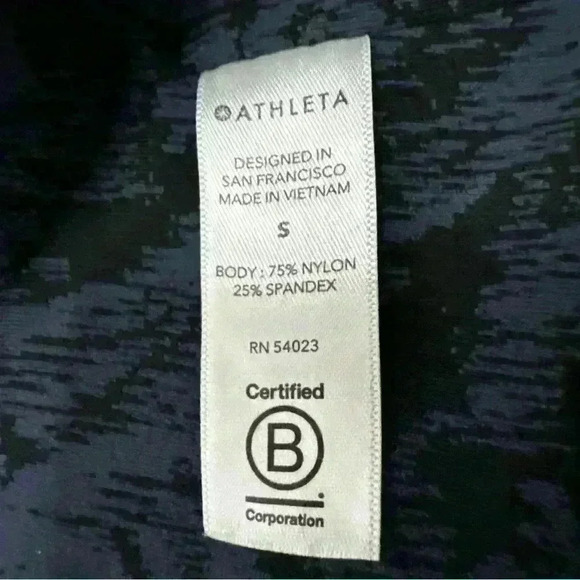 ATHLETA
DESIGNED IN
SAN FRANCISCO
MADE IN VIETNAM
S
BODY : 75% NYLON
25% SPANDEX
RN 54023
Certified
B
Corporation